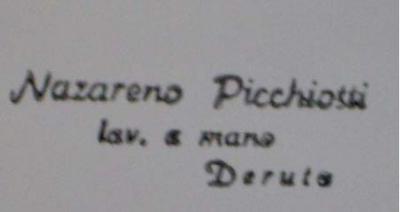 Nazareno Picchiotti
lav. a mano
Deruta